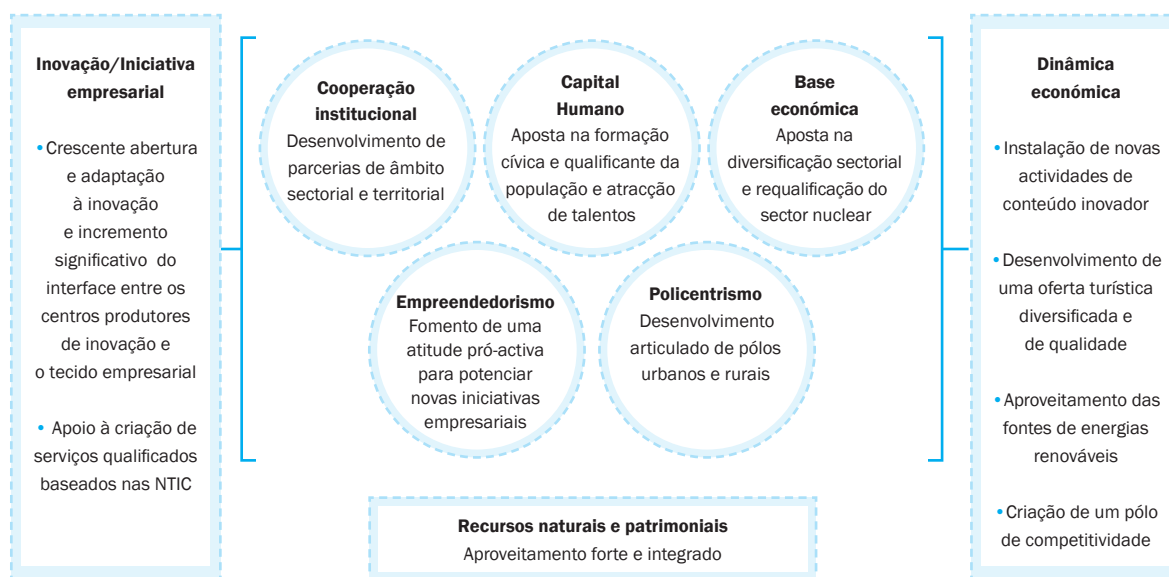 Inovação/Iniciativa
empresarial
• Crescente abertura
e adaptação
à inovação
e incremento
significativo do
interface entre os
centros produtores
de inovação e
o tecido empresarial
• Apoio à criação de
serviços qualificados
baseados nas NTIC
Cooperação
institucional
Desenvolvimento de
parcerias de âmbito
sectorial e territorial
Capital
Humano
Aposta na formação
cívica e qualificante da
população e atracção
de talentos
Base
económica
Aposta na
diversificação sectorial
e requalificação do
sector nuclear
Empreendedorismo
Fomento de uma
atitude pró-activa
para potenciar
novas iniciativas
empresariais
Policentrismo
Desenvolvimento
articulado de pólos
urbanos e rurais
Recursos naturais e patrimoniais
Aproveitamento forte e integrado
Dinâmica
económica
• Instalação de novas
actividades de
conteúdo inovador
• Desenvolvimento de
uma oferta turística
diversificada e
de qualidade
• Aproveitamento das
fontes de energias
renováveis
• Criação de um pólo
de competitividade